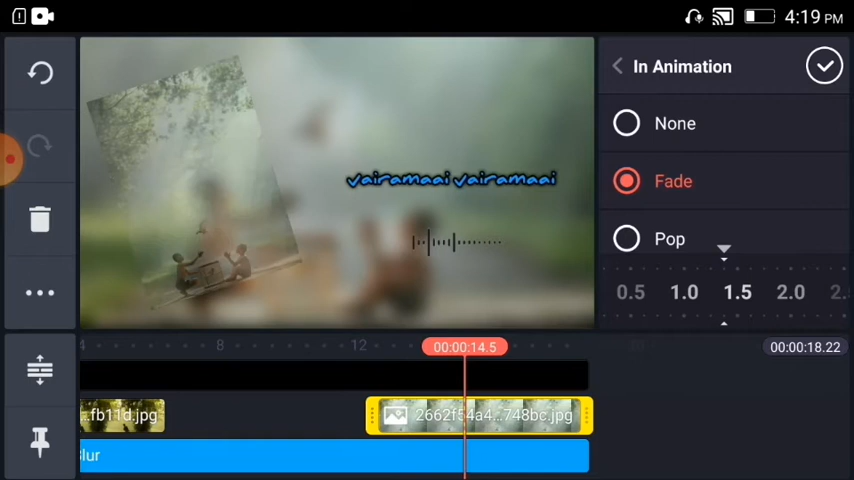 4:19 PM
In Animation
None
Fade
Pop
vairamaai vairamaai
0.5 1.0 1.5 2.0 2.
4 8 12
00:00:14.5
00:00:18.22
..fb11d.jpg
2662f54a4...748bc.jpg
Blur